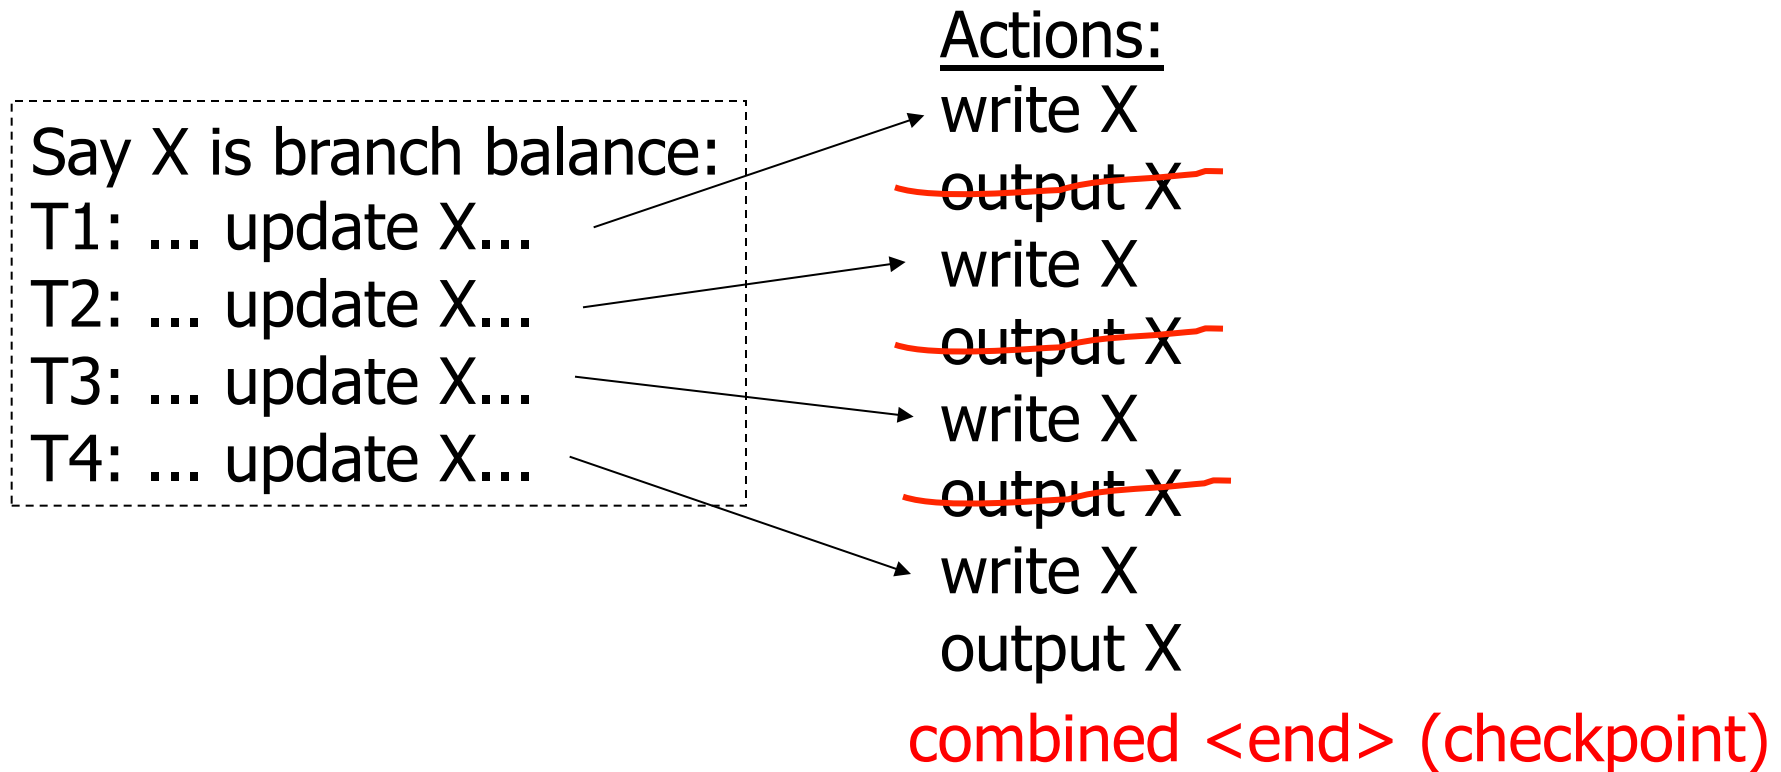 Say X is branch balance:
T1: ... update X...
T2: ... update X...
T3: ... update X...
T4: ... update X...
Actions:
write X
output X
write X
output X
write X
output X
write X
output X
combined <end> (checkpoint)